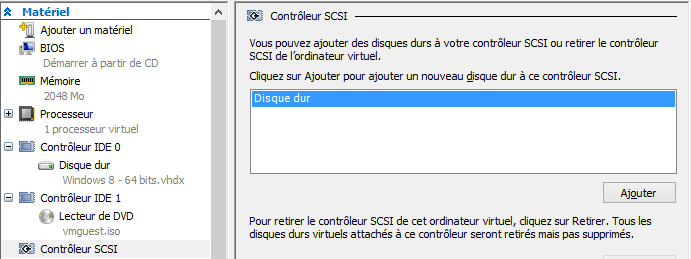 Matériel
Ajouter un matériel
BIOS
Démarrer à partir de CD
Mémoire
2048 Mo
Processeur
1 processeur virtuel
Contrôleur IDE 0
Disque dur
Windows 8 - 64 bits.vhdx
Contrôleur IDE 1
Lecteur de DVD
vmguest.iso
Contrôleur SCSI
Contrôleur SCSI
Vous pouvez ajouter des disques durs à votre contrôleur SCSI ou retirer le contrôleur
SCSI de l'ordinateur virtuel.
Cliquez sur Ajouter pour ajouter un nouveau disque dur à ce contrôleur SCSI.
Disque dur
Ajouter
Pour retirer le contrôleur SCSI de cet ordinateur virtuel, cliquez sur Retirer. Tous les
disques durs virtuels attachés à ce contrôleur seront retirés mais pas supprimés.